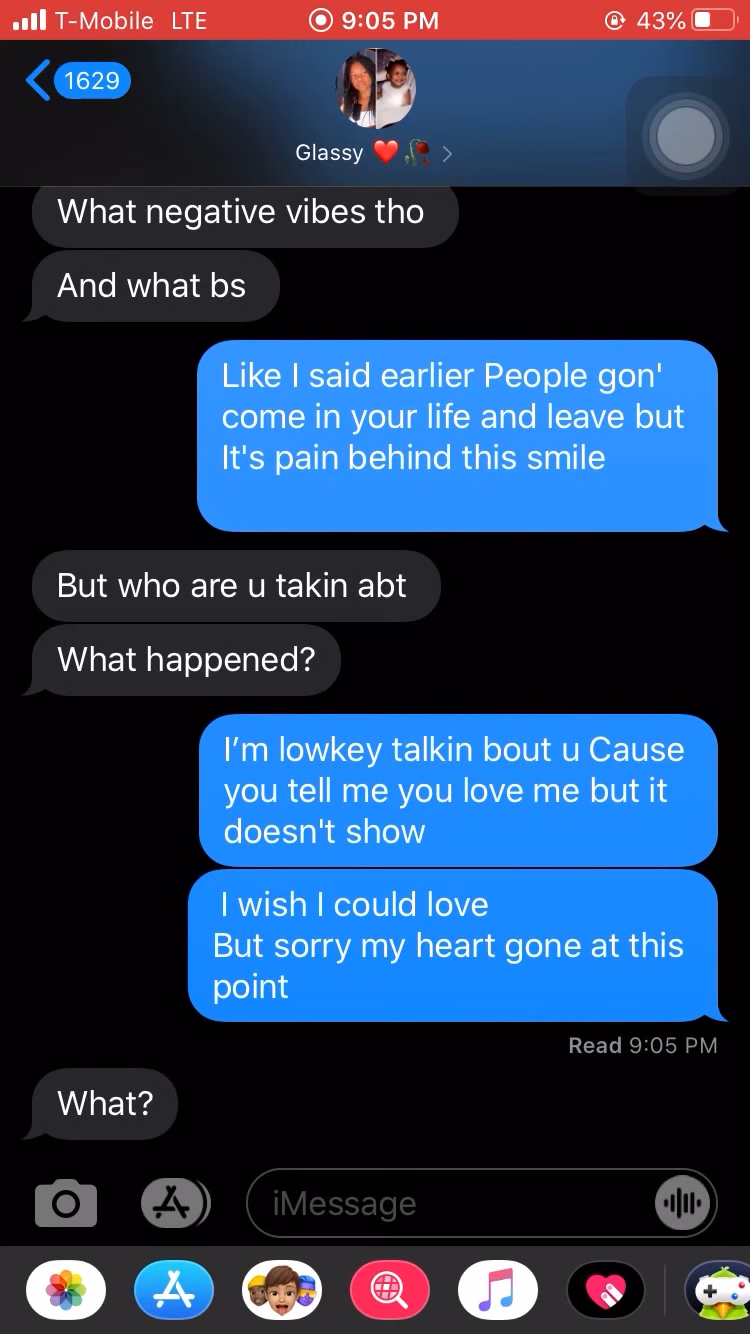 T-Mobile LTE 9:05 PM 43%
1629
Glassy ❤️🥀
What negative vibes tho
And what bs
Like I said earlier People gon'
come in your life and leave but
It's pain behind this smile
But who are u takin abt
What happened?
I’m lowkey talkin bout u Cause
you tell me you love me but it
doesn't show
I wish I could love
But sorry my heart gone at this
point
Read 9:05 PM
What?
iMessage